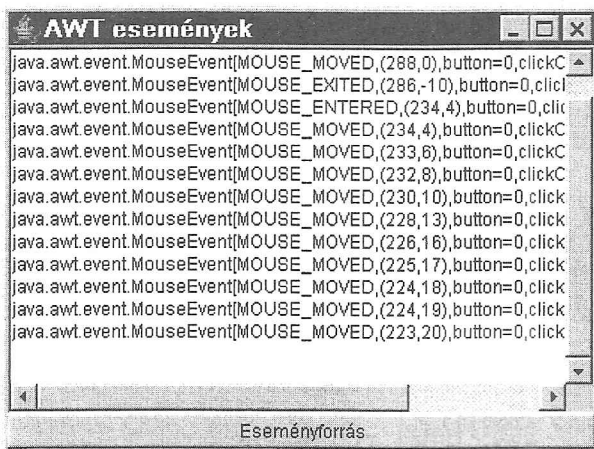 AWT események
java.awt.event.MouseEvent[MOUSE_MOVED,(288,0),button=0,clickC
java.awt.event.MouseEvent[MOUSE_EXITED,(286,-10),button=0,clicl
java.awt.event.MouseEvent[MOUSE_ENTERED,(234,4),button=0,clic
java.awt.event.MouseEvent[MOUSE_MOVED,(234,4),button=0,clickC
java.awt.event.MouseEvent[MOUSE_MOVED,(233,6),button=0,clickC
java.awt.event.MouseEvent[MOUSE_MOVED,(232,8),button=0,clickC
java.awt.event.MouseEvent[MOUSE_MOVED,(230,10),button=0,click
java.awt.event.MouseEvent[MOUSE_MOVED,(228,13),button=0,click
java.awt.event.MouseEvent[MOUSE_MOVED,(226,16),button=0,click
java.awt.event.MouseEvent[MOUSE_MOVED,(225,17),button=0,click
java.awt.event.MouseEvent[MOUSE_MOVED,(224,18),button=0,click
java.awt.event.MouseEvent[MOUSE_MOVED,(224,19),button=0,click
java.awt.event.MouseEvent[MOUSE_MOVED,(223,20),button=0,click
Eseményforrás